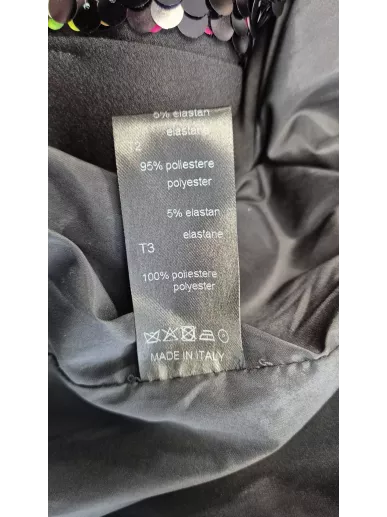 5% elastan
elastane
T2
95% poliestere
polyester
5% elastan
elastane
T3
100% poliestere
polyester
MADE IN ITALY